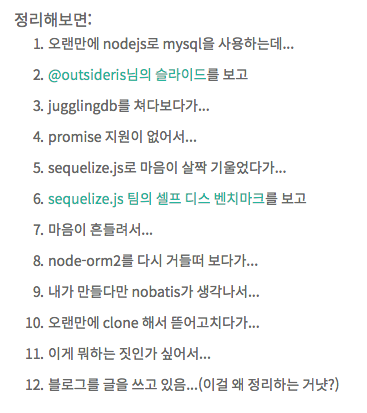 정리해보면:
1. 오랜만에 nodejs로 mysql을 사용하는데...
2. @outsideris님의 슬라이드를 보고
3. jugglingdb를 쳐다보다가...
4. promise 지원이 없어서...
5. sequelize.js로 마음이 살짝 기울었다가...
6. sequelize.js 팀의 셀프 디스 벤치마크를 보고
7. 마음이 흔들려서...
8. node-orm2를 다시 거들떠 보다가...
9. 내가 만들다만 nobatis가 생각나서...
10. 오랜만에 clone 해서 뜯어고치다가...
11. 이게 뭐하는 짓인가 싶어서...
12. 블로그를 글을 쓰고 있음...(이걸 왜 정리하는 거냣?)